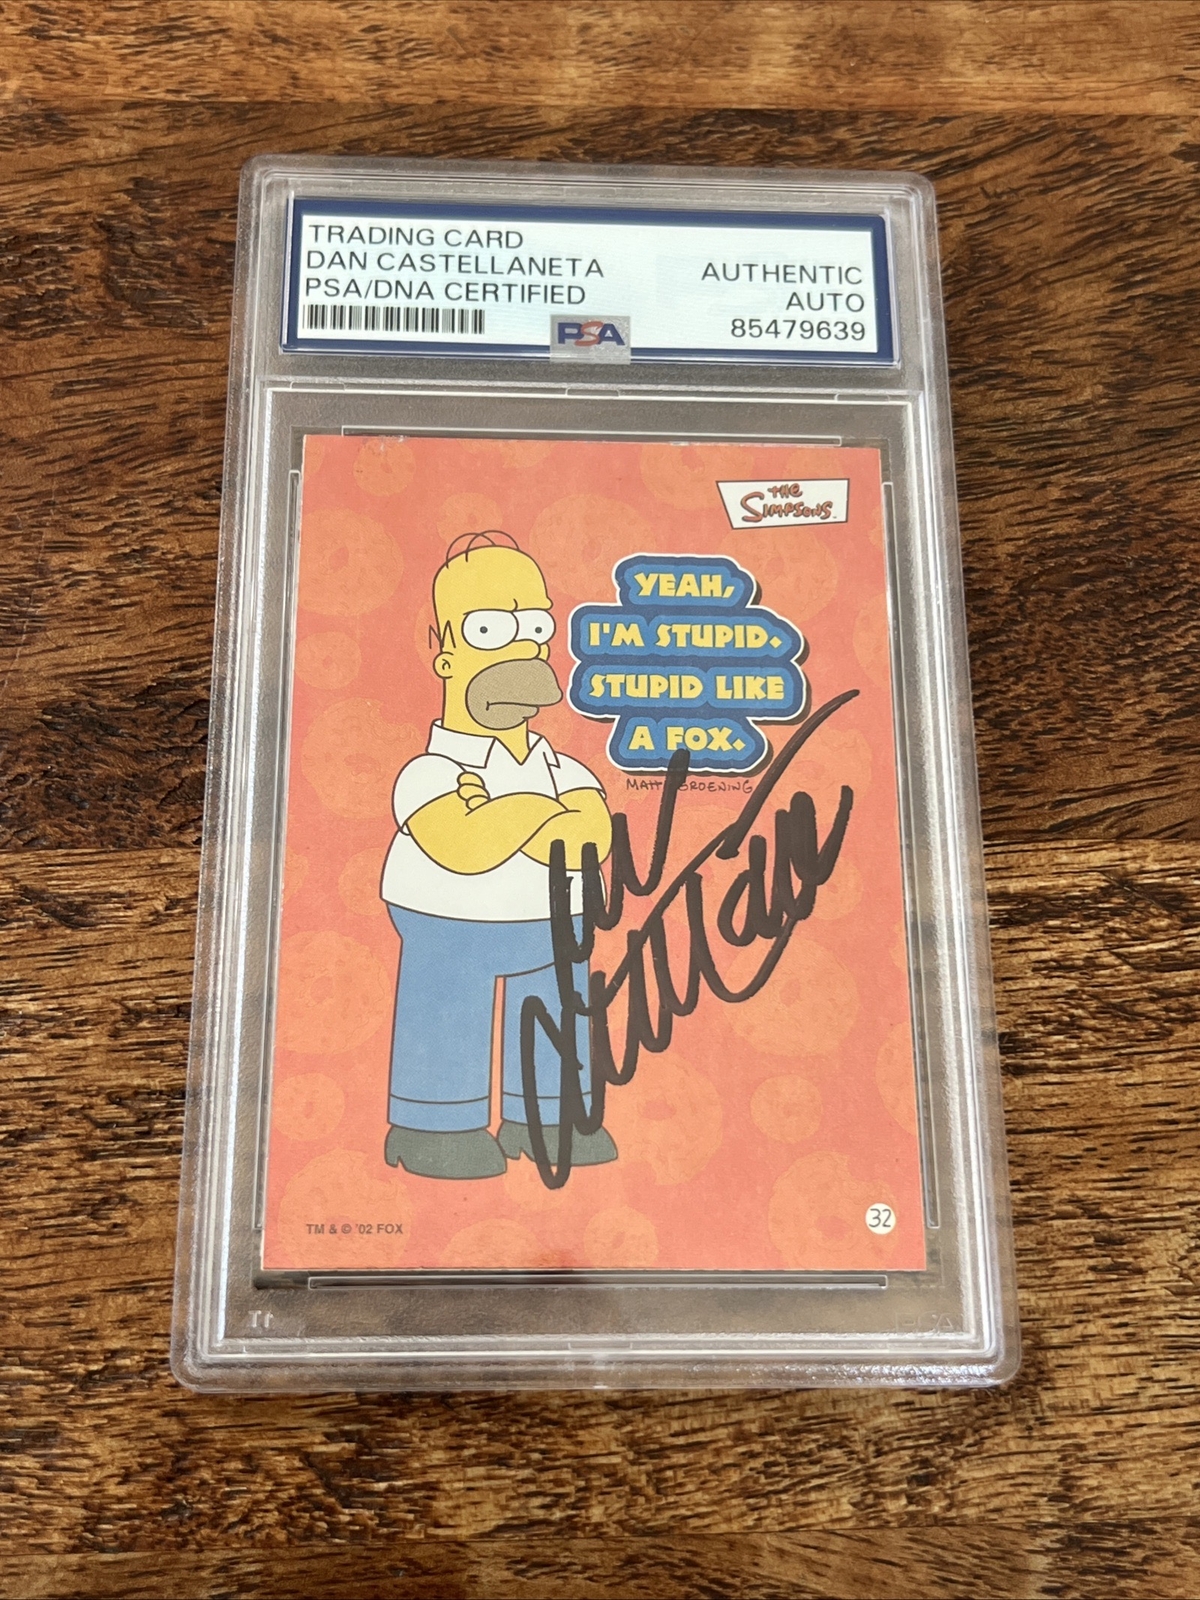 TRADING CARD
DAN CASTELLANETA
PSA/DNA CERTIFIED
AUTHENTIC
AUTO
85479639
PSA
THE
SIMPSONS
YEAH,
I'M STUPID.
STUPID LIKE
A FOX.
MATT GROENING
TM & © '02 FOX
32